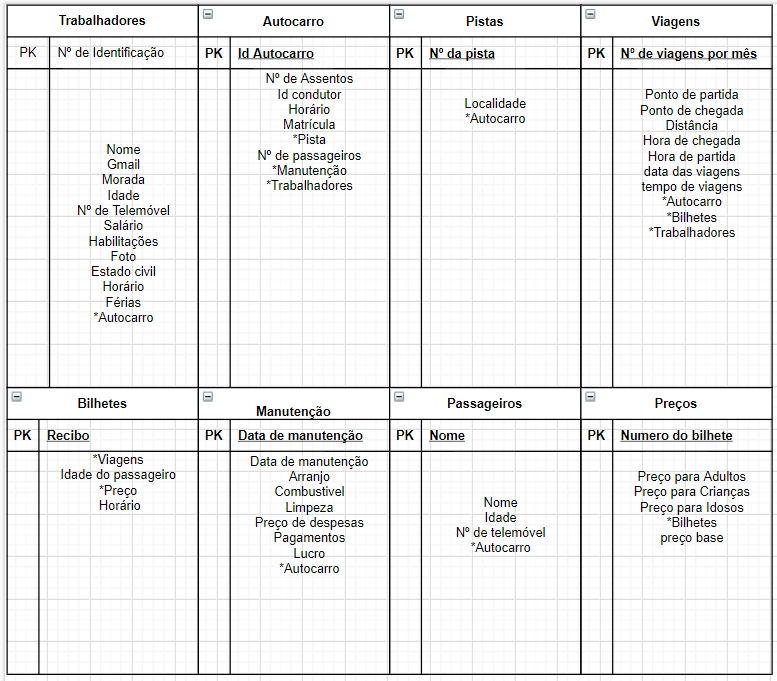 Trabalhadores
PK
Nº de Identificação
Nome
Gmail
Morada
Idade
Nº de Telemóvel
Salário
Habilitações
Foto
Estado civil
Horário
Férias
*Autocarro
Autocarro
PK
Id Autocarro
Nº de Assentos
Id condutor
Horário
Matrícula
*Pista
Nº de passageiros
*Manutenção
*Trabalhadores
Pistas
PK
Nº da pista
Localidade
*Autocarro
Viagens
PK
Nº de viagens por mês
Ponto de partida
Ponto de chegada
Distância
Hora de chegada
Hora de partida
data das viagens
tempo de viagens
*Autocarro
*Bilhetes
*Trabalhadores
Bilhetes
PK
Recibo
*Viagens
Idade do passageiro
*Preço
Horário
Manutenção
PK
Data de manutenção
Data de manutenção
Arranjo
Combustivel
Limpeza
Preço de despesas
Pagamentos
Lucro
*Autocarro
Passageiros
PK
Nome
Nome
Idade
Nº de telemóvel
*Autocarro
Preços
PK
Numero do bilhete
Preço para Adultos
Preço para Crianças
Preço para Idosos
*Bilhetes
preço base